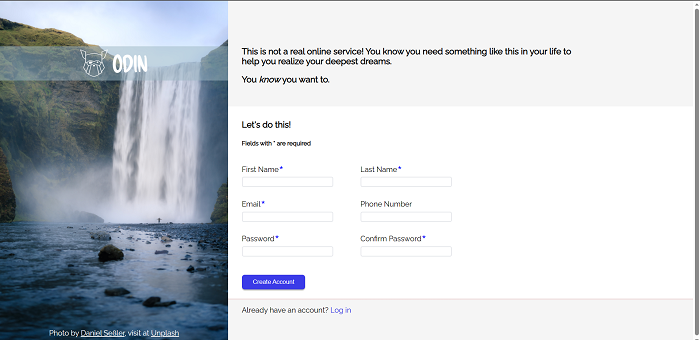 ODIN
This is not a real online service! You know you need something like this in your life to
help you realize your deepest dreams.
You know you want to.
Let's do this!
Fields with * are required
First Name*
Last Name*
Email*
Phone Number
Password*
Confirm Password*
Create Account
Already have an account? Log in
Photo by Daniel Seßler, visit at Unplash